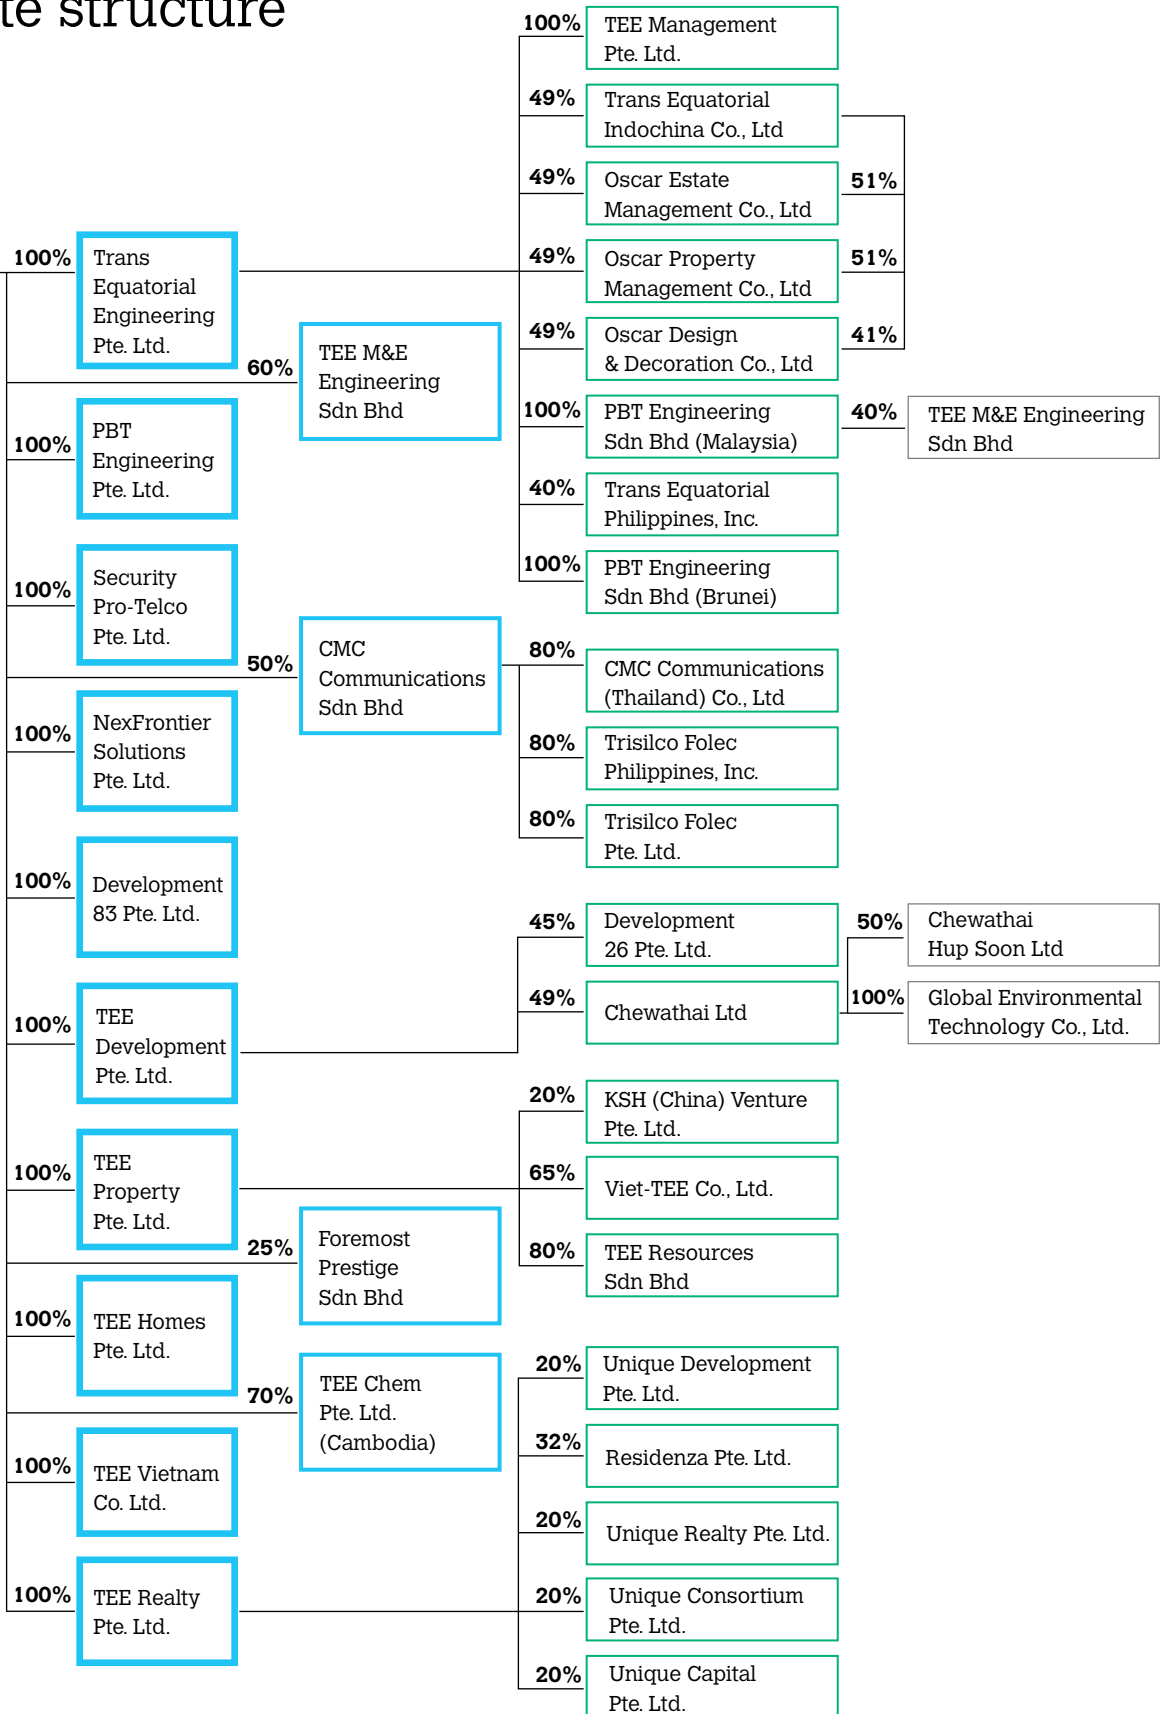 te structure
100%
TEE Management
Pte. Ltd.
49%
Trans Equatorial
Indochina Co., Ltd
49%
Oscar Estate
Management Co., Ltd
51%
100%
Trans
Equatorial
Engineering
Pte. Ltd.
49%
Oscar Property
Management Co., Ltd
51%
49%
Oscar Design
& Decoration Co., Ltd
41%
60%
TEE M&E
Engineering
Sdn Bhd
100%
PBT Engineering
Sdn Bhd (Malaysia)
40%
TEE M&E Engineering
Sdn Bhd
100%
PBT
Engineering
Pte. Ltd.
40%
Trans Equatorial
Philippines, Inc.
100%
PBT Engineering
Sdn Bhd (Brunei)
100%
Security
Pro-Telco
Pte. Ltd.
50%
CMC
Communications
Sdn Bhd
80%
CMC Communications
(Thailand) Co., Ltd
100%
NexFrontier
Solutions
Pte. Ltd.
80%
Trisilco Folec
Philippines, Inc.
80%
Trisilco Folec
Pte. Ltd.
100%
Development
83 Pte. Ltd.
45%
Development
26 Pte. Ltd.
50%
Chewathai
Hup Soon Ltd
49%
Chewathai Ltd
100%
Global Environmental
Technology Co., Ltd.
100%
TEE
Development
Pte. Ltd.
20%
KSH (China) Venture
Pte. Ltd.
100%
TEE
Property
Pte. Ltd.
65%
Viet-TEE Co., Ltd.
25%
Foremost
Prestige
Sdn Bhd
80%
TEE Resources
Sdn Bhd
100%
TEE Homes
Pte. Ltd.
20%
Unique Development
Pte. Ltd.
70%
TEE Chem
Pte. Ltd.
(Cambodia)
32%
Residenza Pte. Ltd.
100%
TEE Vietnam
Co. Ltd.
20%
Unique Realty Pte. Ltd.
100%
TEE Realty
Pte. Ltd.
20%
Unique Consortium
Pte. Ltd.
20%
Unique Capital
Pte. Ltd.